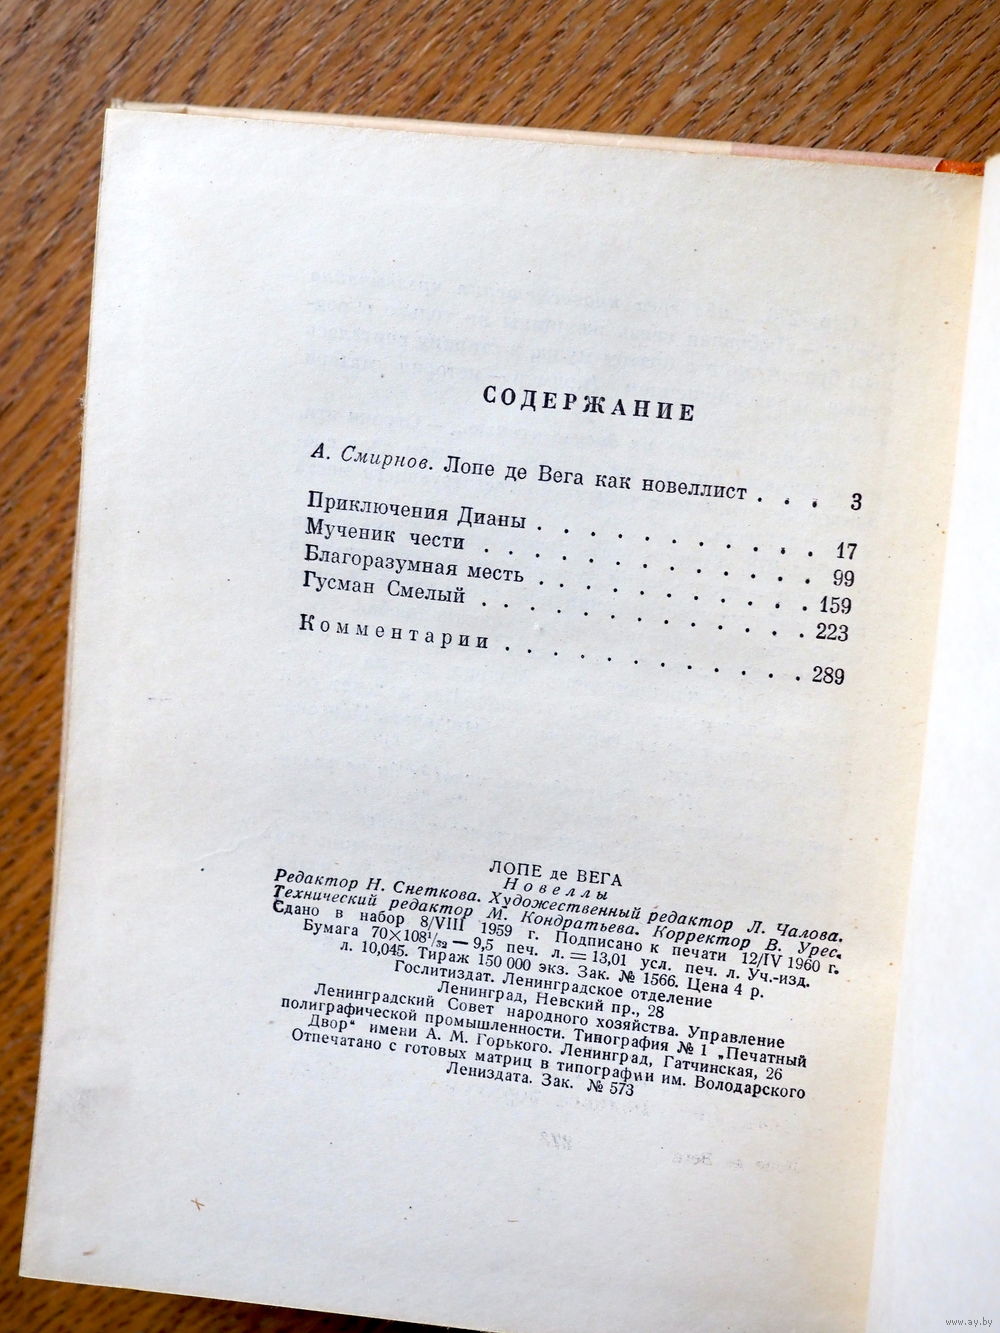 СОДЕРЖАНИЕ
А. Смирнов. Лопе де Вега как новеллист . . . 3
Приключения Дианы . . . . . . . . . . . 17
Мученик чести . . . . . . . . . . . . . 99
Благоразумная месть . . . . . . . . . . . 159
Гусман Смелый . . . . . . . . . . . . . 223
Комментарии . . . . . . . . . . . . 289
ЛОПЕ де ВЕГА
Новеллы
Редактор Н. Снеткова. Художественный редактор Л. Чалова.
Технический редактор М. Кондратьева. Корректор В. Урес.
Сдано в набор 8/VIII 1959 г. Подписано к печати 12/IV 1960 г.
Бумага 70×108¹/₃₂ — 9,5 печ. л. = 13,01 усл. печ. л. Уч.-изд.
л. 10,045. Тираж 150 000 экз. Зак. № 1566. Цена 4 р.
Гослитиздат. Ленинградское отделение
Ленинград, Невский пр., 28
Ленинградский Совет народного хозяйства. Управление
полиграфической промышленности. Типография № 1 „Печатный
Двор“ имени А. М. Горького. Ленинград, Гатчинская, 26
Отпечатано с готовых матриц в типографии им. Володарского
Лениздата. Зак. № 573
www.ay.by